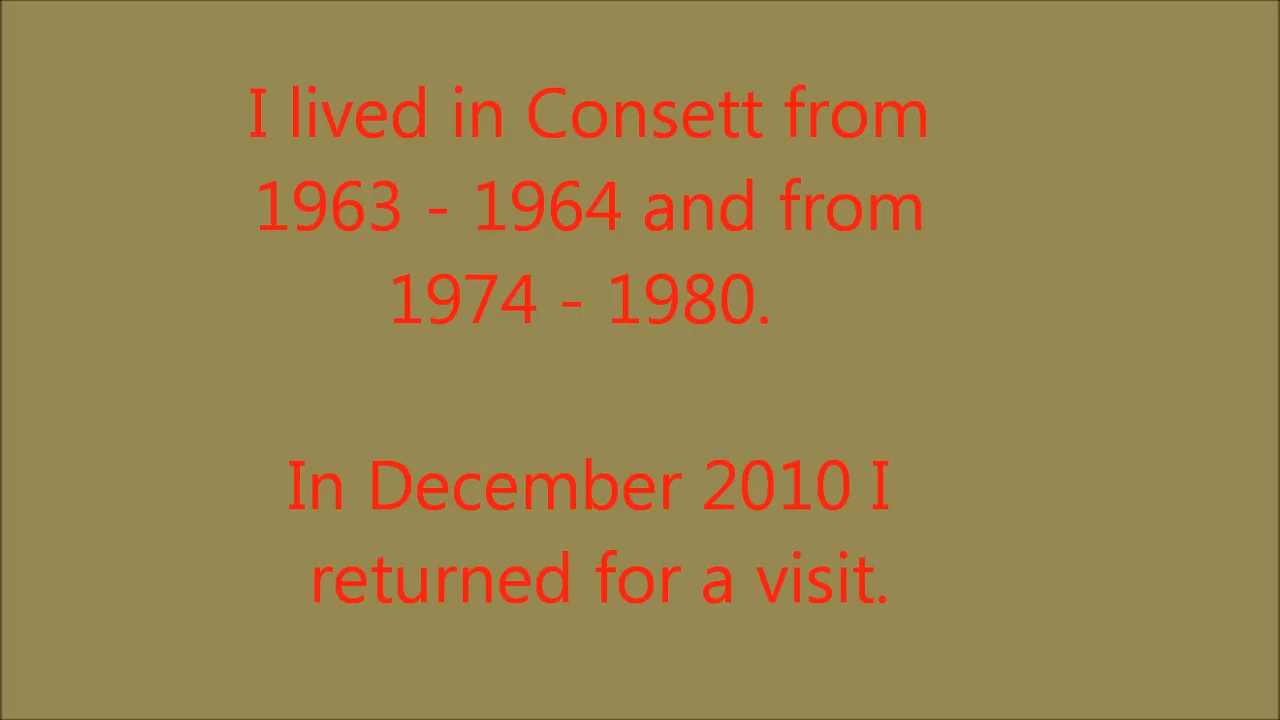 I lived in Consett from
1963 - 1964 and from
1974 - 1980.
In December 2010 I
returned for a visit.